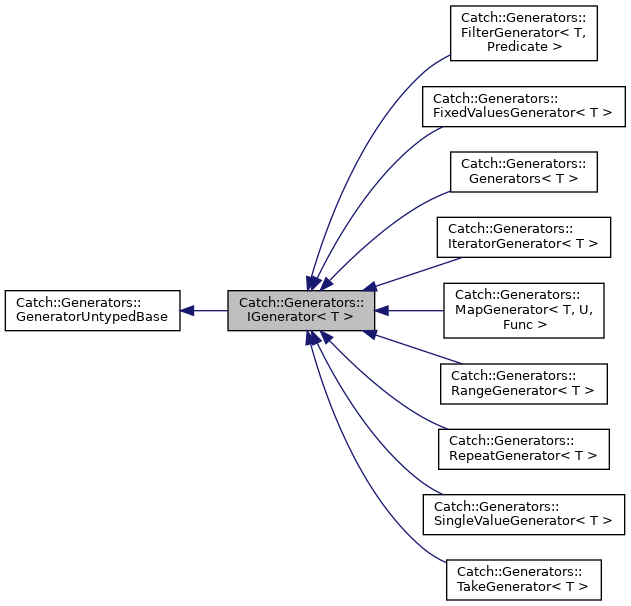 Catch::Generators::
FilterGenerator< T,
Predicate >
Catch::Generators::
FixedValuesGenerator< T >
Catch::Generators::
Generators< T >
Catch::Generators::
IteratorGenerator< T >
Catch::Generators::
GeneratorUntypedBase
Catch::Generators::
IGenerator< T >
Catch::Generators::
MapGenerator< T, U,
Func >
Catch::Generators::
RangeGenerator< T >
Catch::Generators::
RepeatGenerator< T >
Catch::Generators::
SingleValueGenerator< T >
Catch::Generators::
TakeGenerator< T >